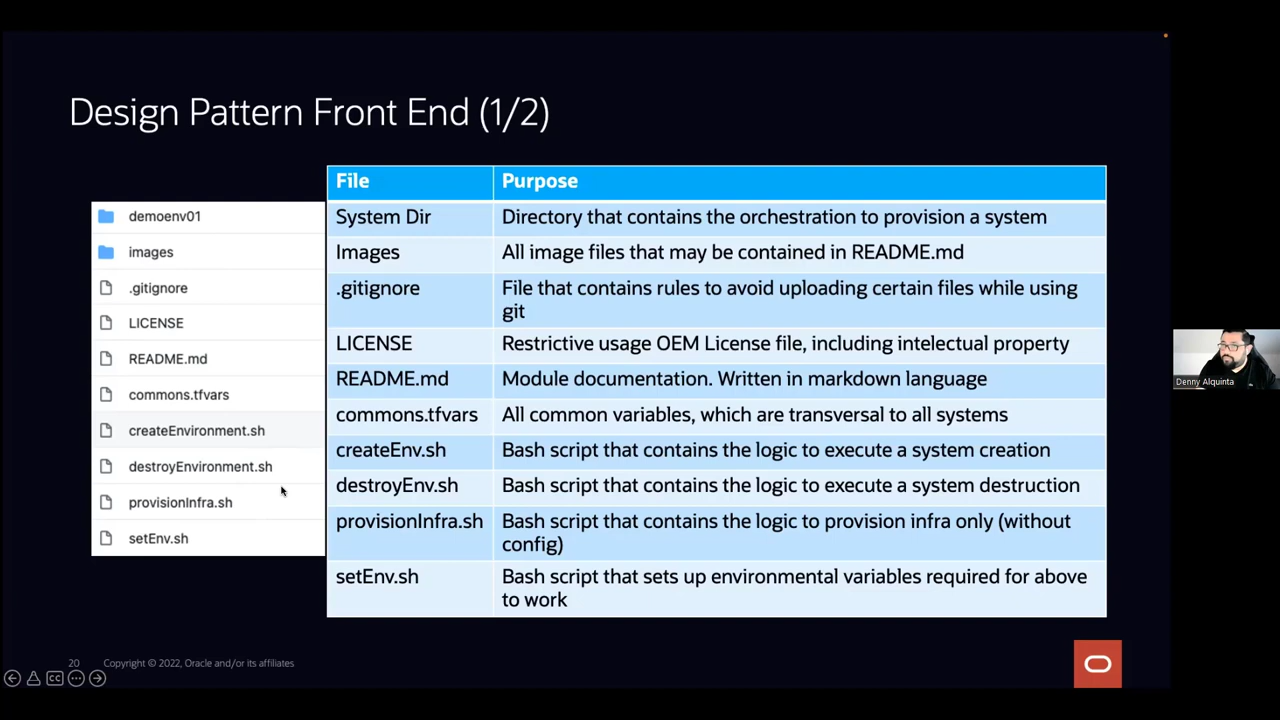 Design Pattern Front End (1/2)
demoenv01
images
.gitignore
LICENSE
README.md
commons.tfvars
createEnvironment.sh
destroyEnvironment.sh
provisionInfra.sh
setEnv.sh
File Purpose
System Dir Directory that contains the orchestration to provision a system
Images All image files that may be contained in README.md
.gitignore File that contains rules to avoid uploading certain files while using
git
LICENSE Restrictive usage OEM License file, including intelectual property
README.md Module documentation. Written in markdown language
commons.tfvars All common variables, which are transversal to all systems
createEnv.sh Bash script that contains the logic to execute a system creation
destroyEnv.sh Bash script that contains the logic to execute a system destruction
provisionInfra.sh Bash script that contains the logic to provision infra only (without
config)
setEnv.sh Bash script that sets up environmental variables required for above
to work
Denny Alquinta
20 Copyright © 2022, Oracle and/or its affiliates
CC